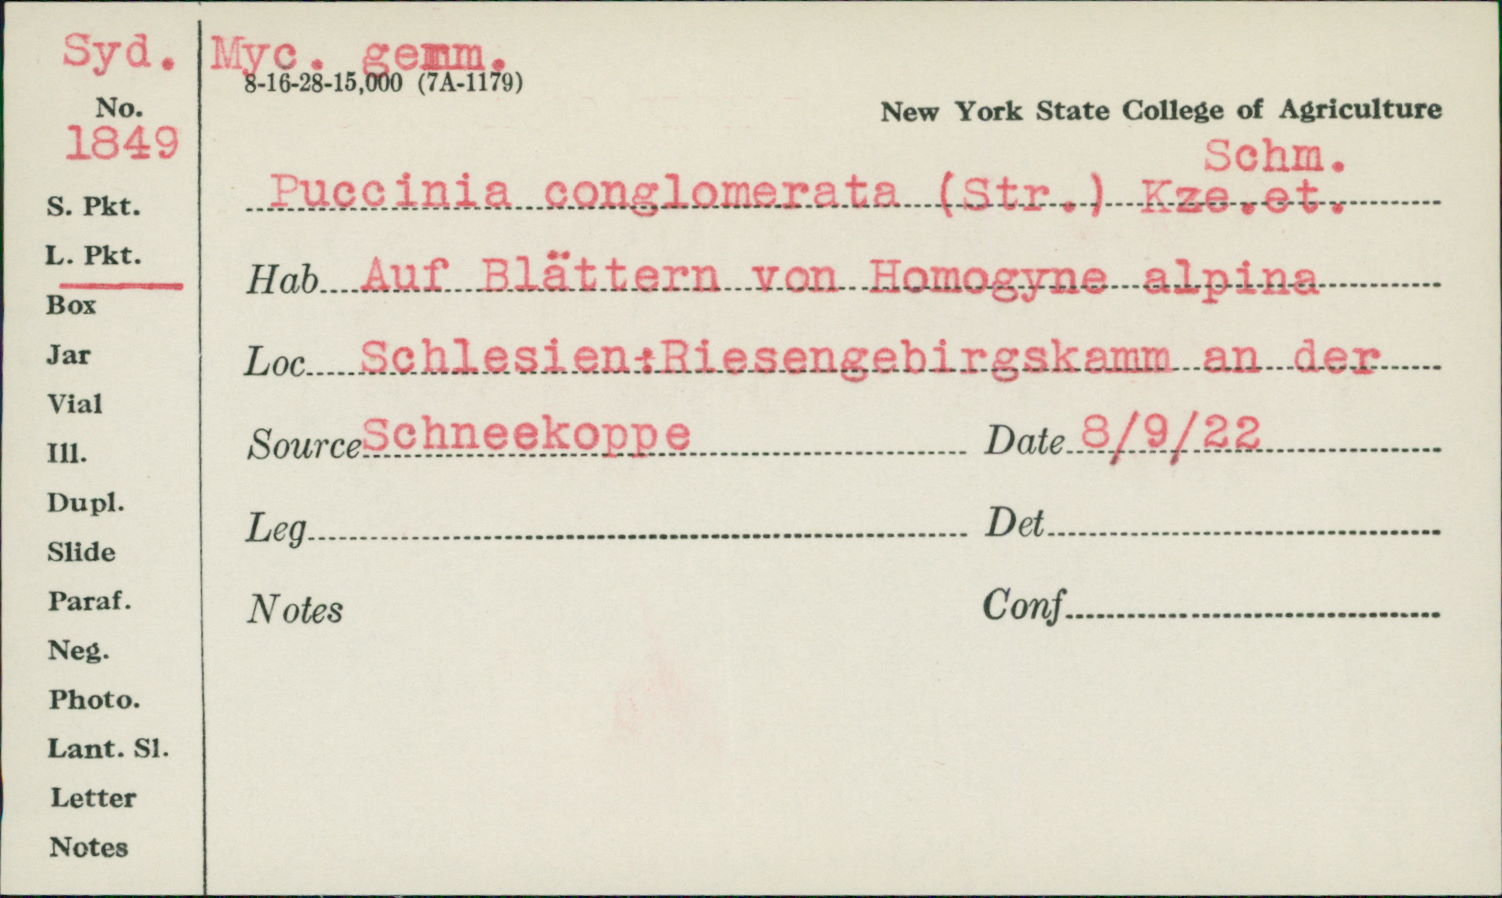 Syd. Myc. gemm.
8-16-28-15,000 (7A-1179)
No.
New York State College of Agriculture
1849
Schm.
Puccinia conglomerata (Str.) Kze.et.
S. Pkt.
L. Pkt.
Hab. Auf Blättern von Homogyne alpina
Box
Jar
Loc. Schlesien:Riesengebirgskamm an der
Vial
Source Schneekoppe Date 8/9/22
Ill.
Dupl.
Leg. Det.
Slide
Paraf.
Notes Conf.
Neg.
Photo.
Lant. Sl.
Letter
Notes